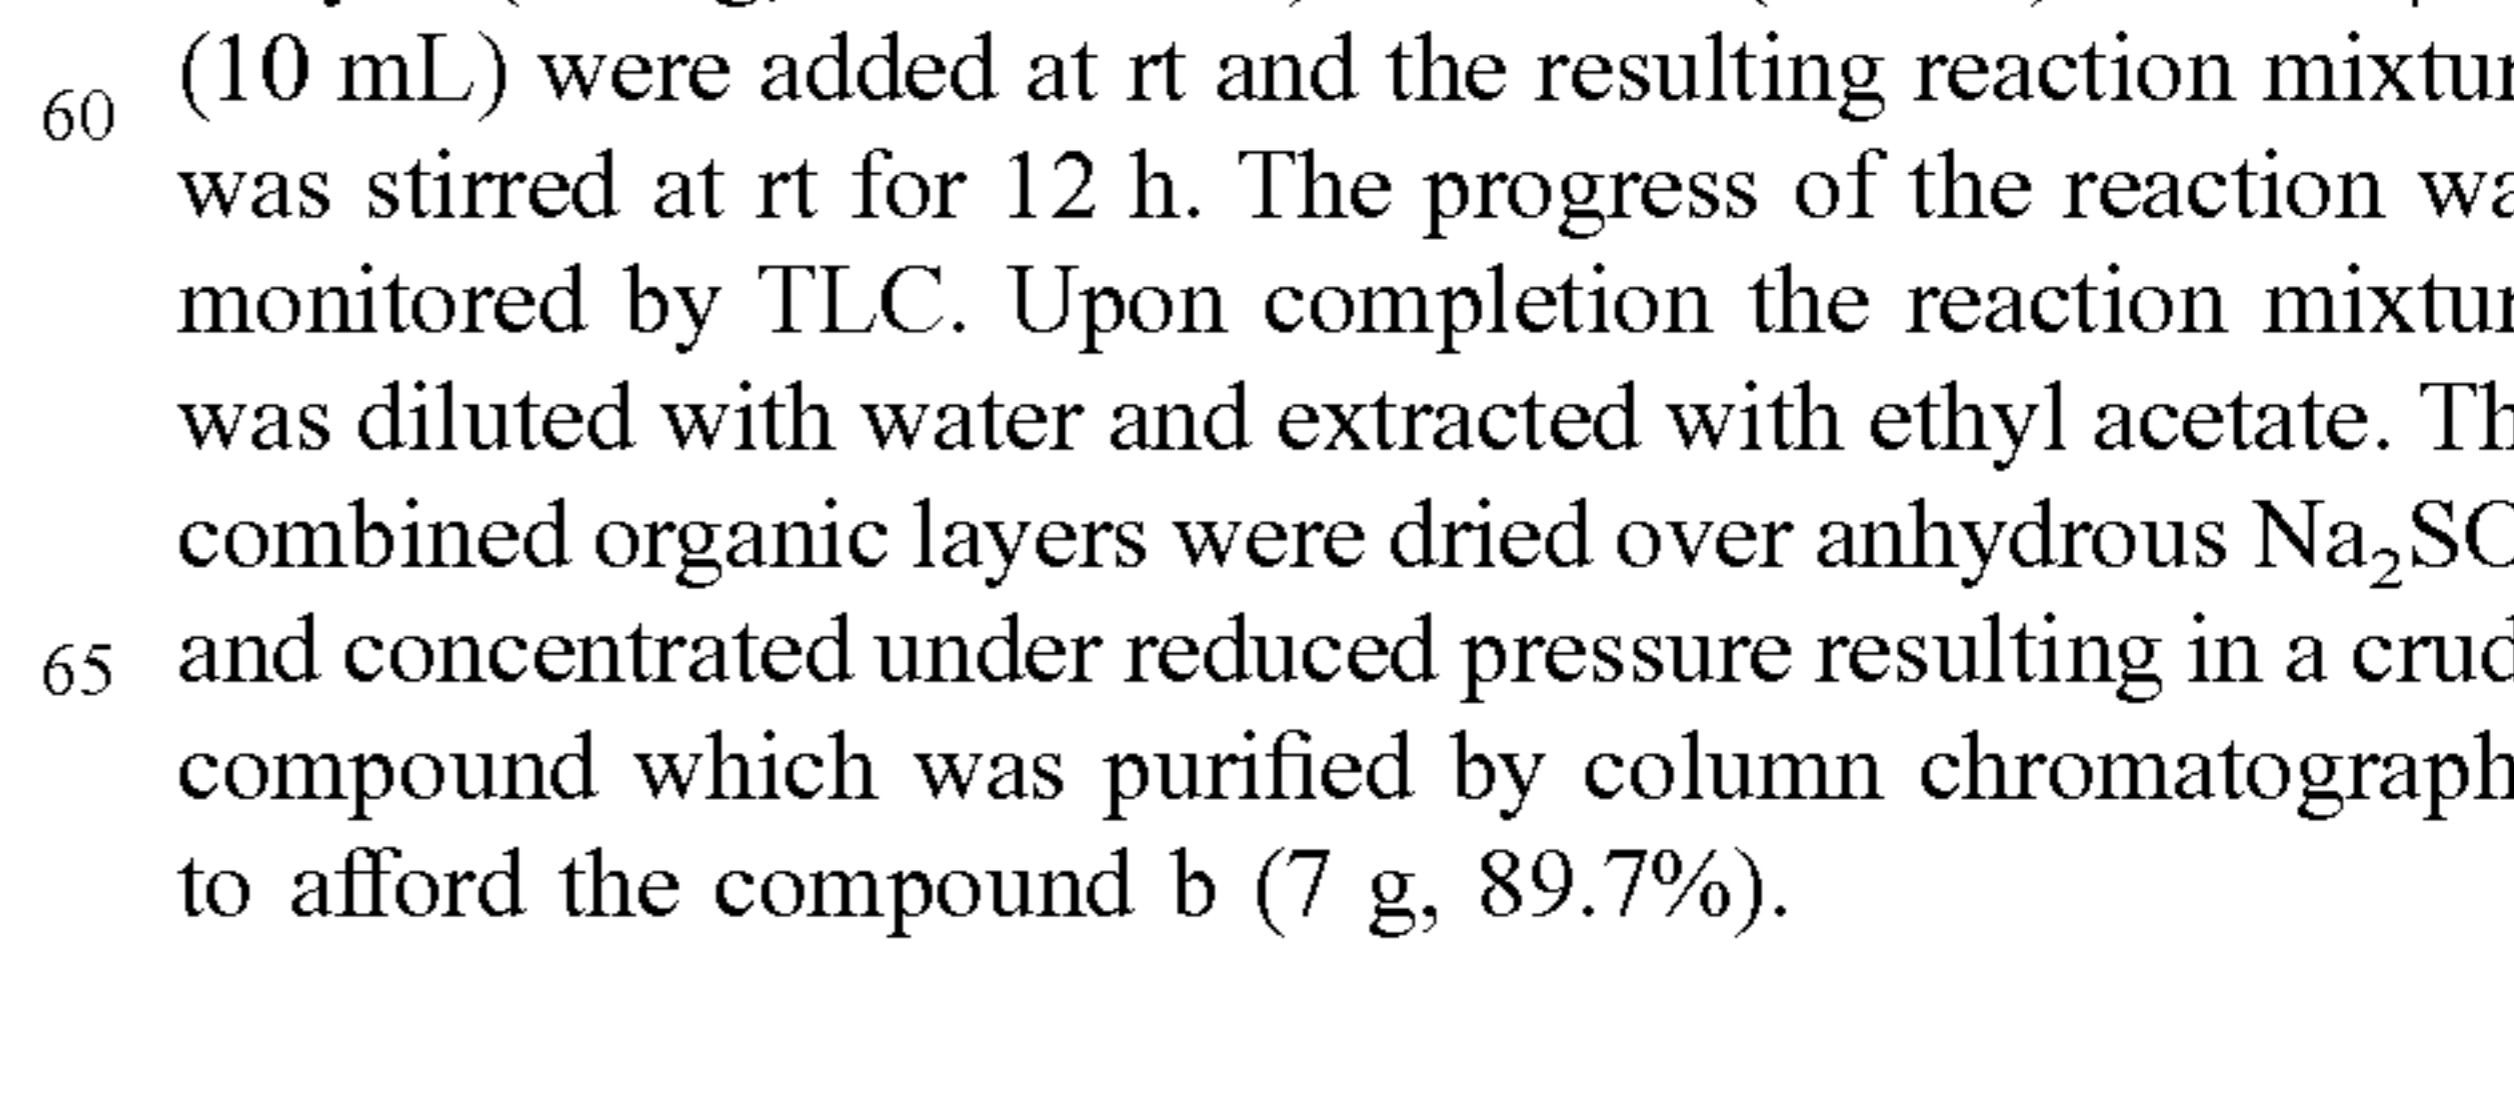 (10 mL) were added at rt and the resulting reaction mixtur
60
was stirred at rt for 12 h. The progress of the reaction wa
monitored by TLC. Upon completion the reaction mixtur
was diluted with water and extracted with ethyl acetate. Th
combined organic layers were dried over anhydrous Na₂SO
65 and concentrated under reduced pressure resulting in a crud
compound which was purified by column chromatograph
to afford the compound b (7 g, 89.7%).